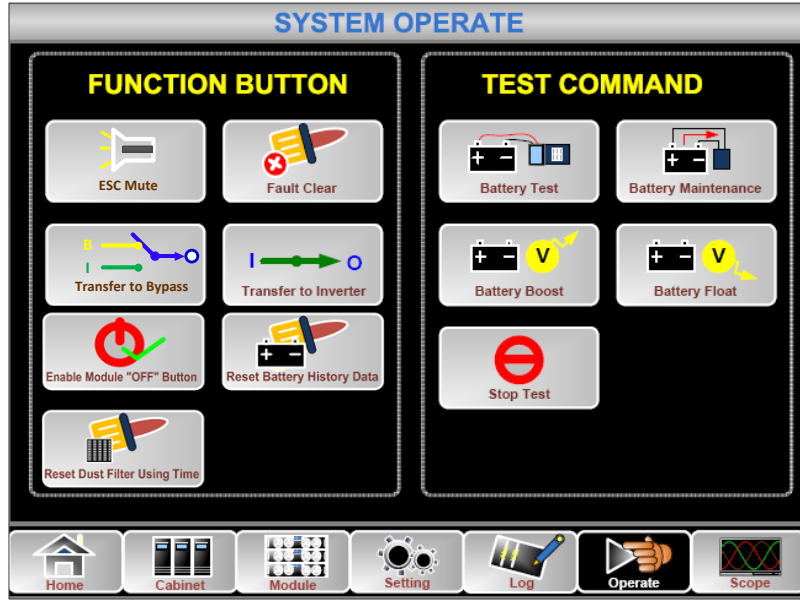 SYSTEM OPERATE
FUNCTION BUTTON
ESC Mute
Fault Clear
B
I
Transfer to Bypass
I O
Transfer to Inverter
Enable Module "OFF" Button
Reset Battery History Data
Reset Dust Filter Using Time
TEST COMMAND
Battery Test
Battery Maintenance
V
Battery Boost
V
Battery Float
Stop Test
Home
Cabinet
Module
Setting
Log
Operate
Scope